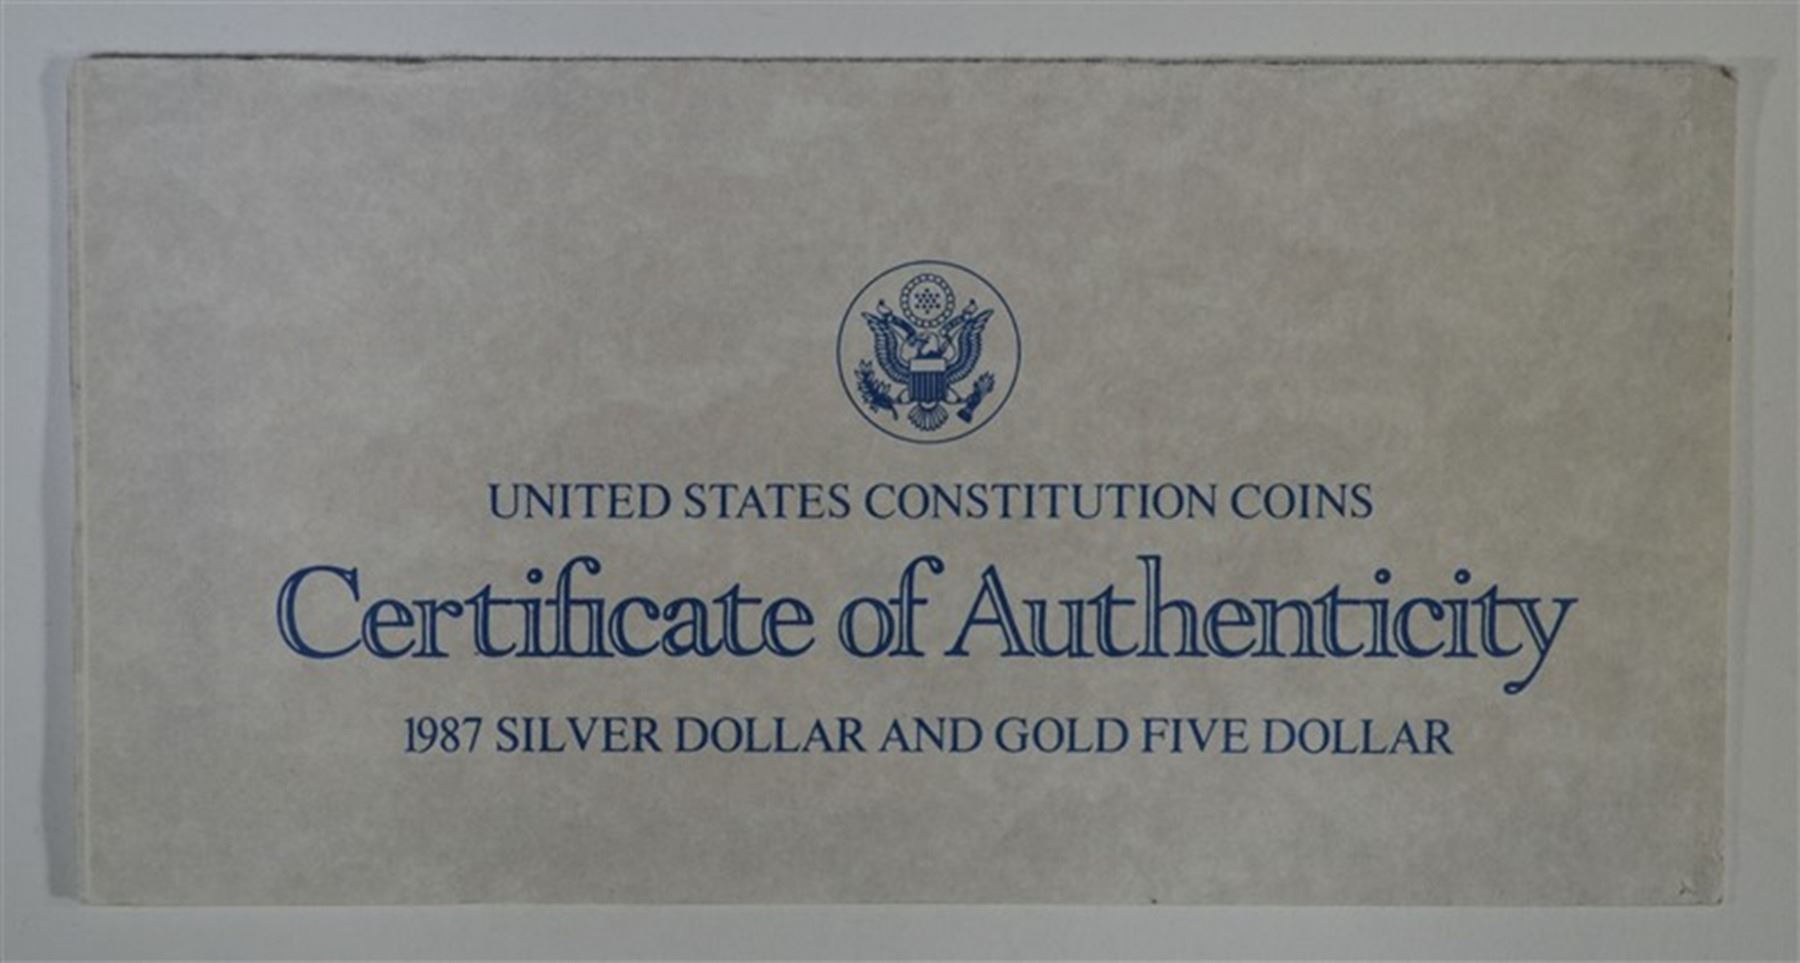 UNITED STATES CONSTITUTION COINS
Certificate of Authenticity
1987 SILVER DOLLAR AND GOLD FIVE DOLLAR